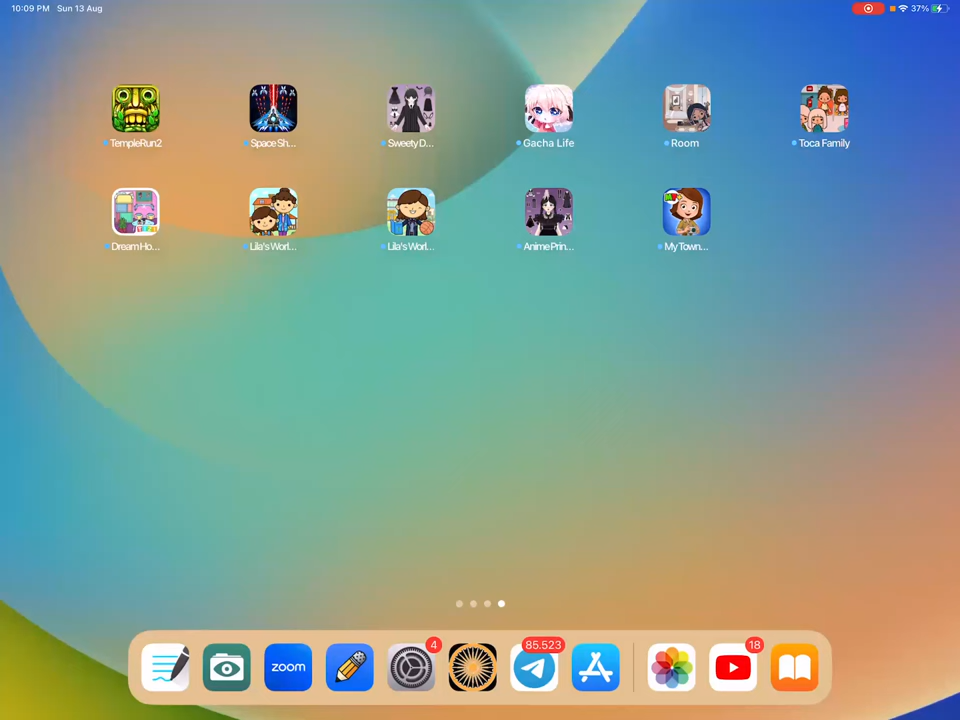 10:09 PM Sun 13 Aug
37%
TempleRun2
Space Sh...
Sweety D...
Gacha Life
Room
Toca Family
Dream Ho...
Lila's Worl...
Lila's Worl...
Anime Prin...
My Town...
zoom
4
85.523
18